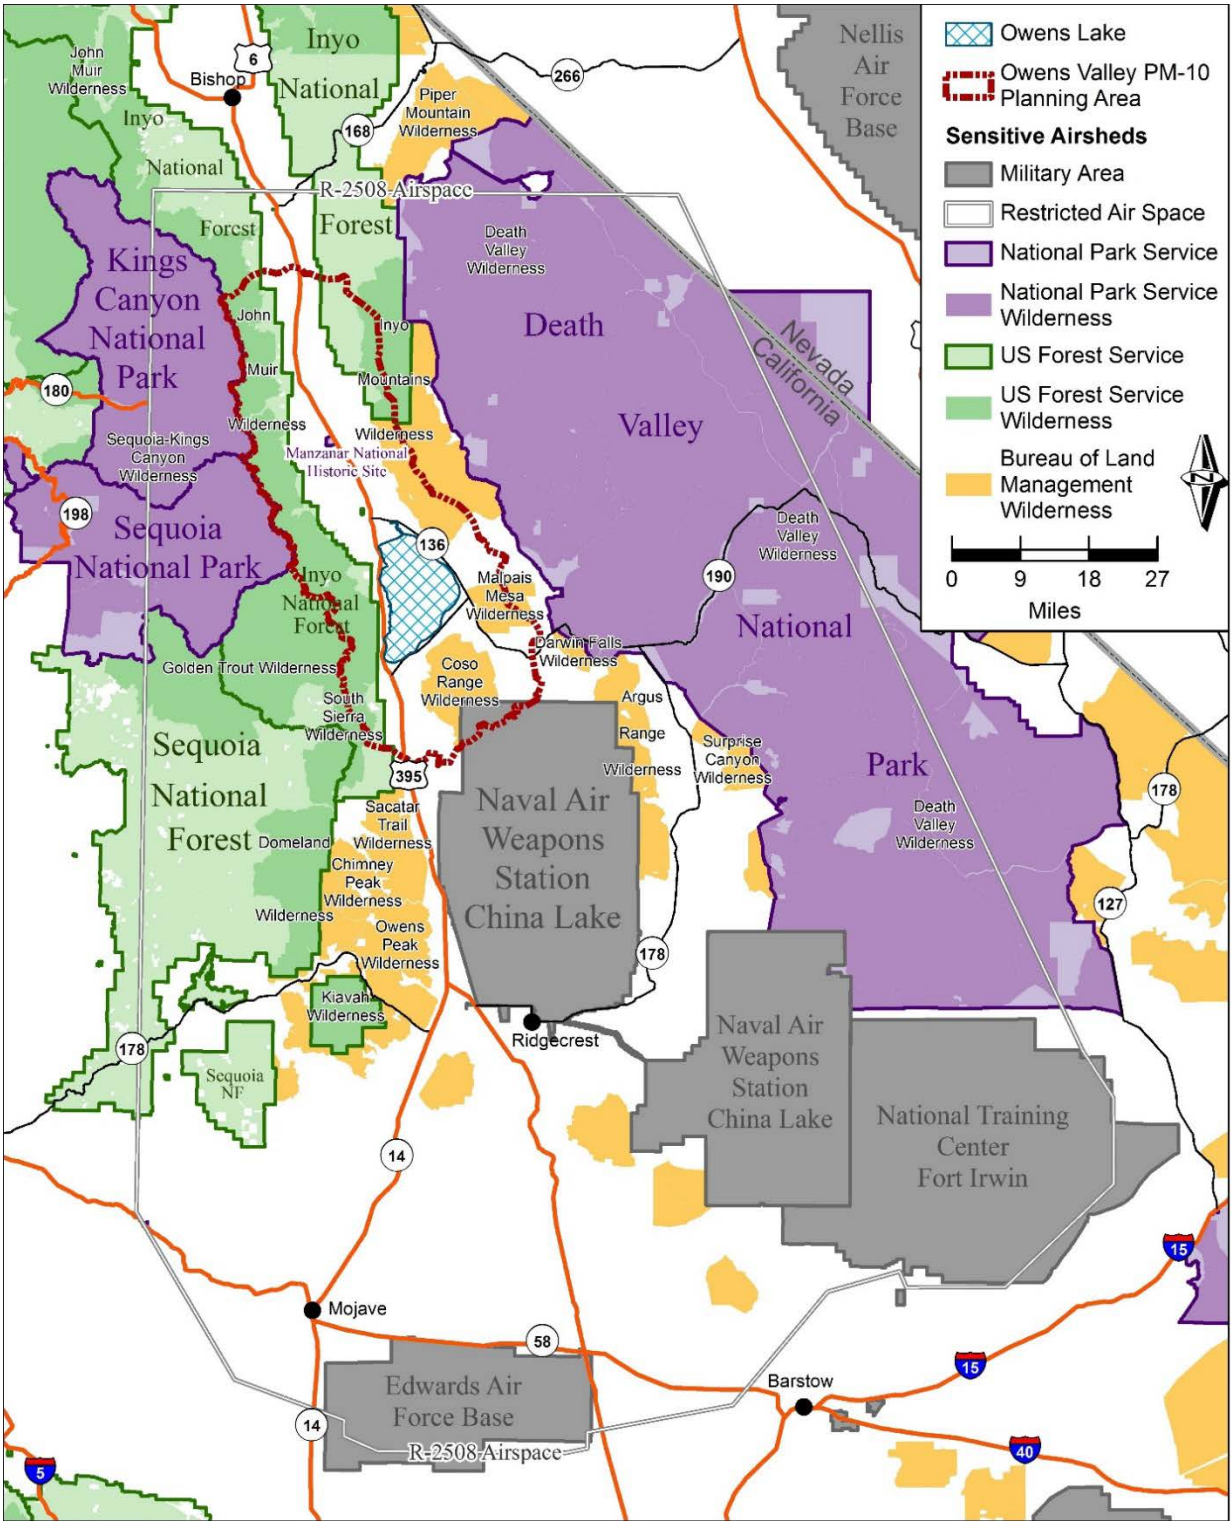 Inyo
National
Forest
John
Muir
Wilderness
Bishop
6
266
Nellis
Air
Force
Base
Piper
Mountain
Wilderness
168
Inyo
National
Forest
R-2508 Airspace
Kings
Canyon
National
Park
Death
Valley
Wilderness
Death
Valley
National
Park
Nevada
California
John
Muir
Wilderness
Inyo
Mountains
Wilderness
180
Sequoia-Kings
Canyon
Wilderness
Manzanar National
Historic Site
198
Sequoia
National Park
136
Death
Valley
Wilderness
190
Inyo
National
Forest
Malpais
Mesa
Wilderness
Darwin Falls
Wilderness
Golden Trout Wilderness
Coso
Range
Wilderness
South
Sierra
Wilderness
Argus
Range
Wilderness
Surprise
Canyon
Wilderness
Sequoia
National
Forest
395
Naval Air
Weapons
Station
China Lake
178
Death
Valley
Wilderness
Sacatar
Trail
Wilderness
Domeland
Wilderness
Chimney
Peak
Wilderness
Owens
Peak
Wilderness
127
178
Kiavah
Wilderness
Ridgecrest
178
Sequoia
NF
Naval Air
Weapons
Station
China Lake
National Training
Center
Fort Irwin
14
15
Mojave
58
15
Edwards Air
Force Base
Barstow
14
R-2508 Airspace
40
5
Owens Lake
Owens Valley PM-10
Planning Area
Sensitive Airsheds
Military Area
Restricted Air Space
National Park Service
National Park Service
Wilderness
US Forest Service
US Forest Service
Wilderness
Bureau of Land
Management
Wilderness
N
0 9 18 27
Miles